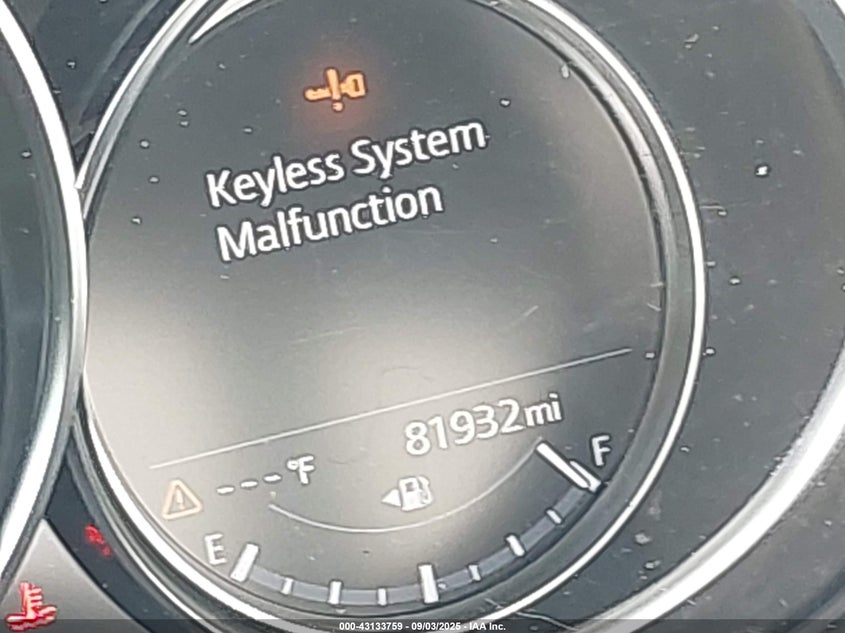 Keyless System
Malfunction
81932mi
---°F
F
E
000-43133759 - 09/03/2025 - IAA Inc.